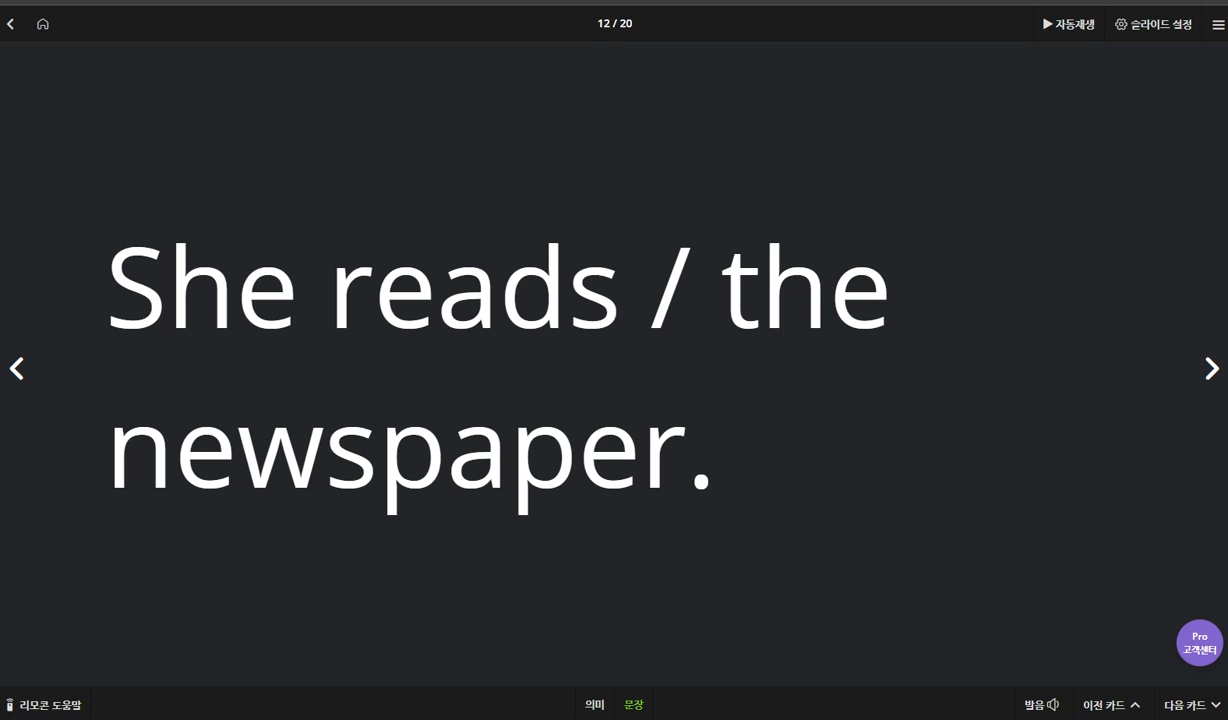 12 / 20
자동재생
슬라이드 설정
She reads / the
newspaper.
Pro
고객센터
리모콘 도움말
의미
문장
발음
이전 카드
다음 카드